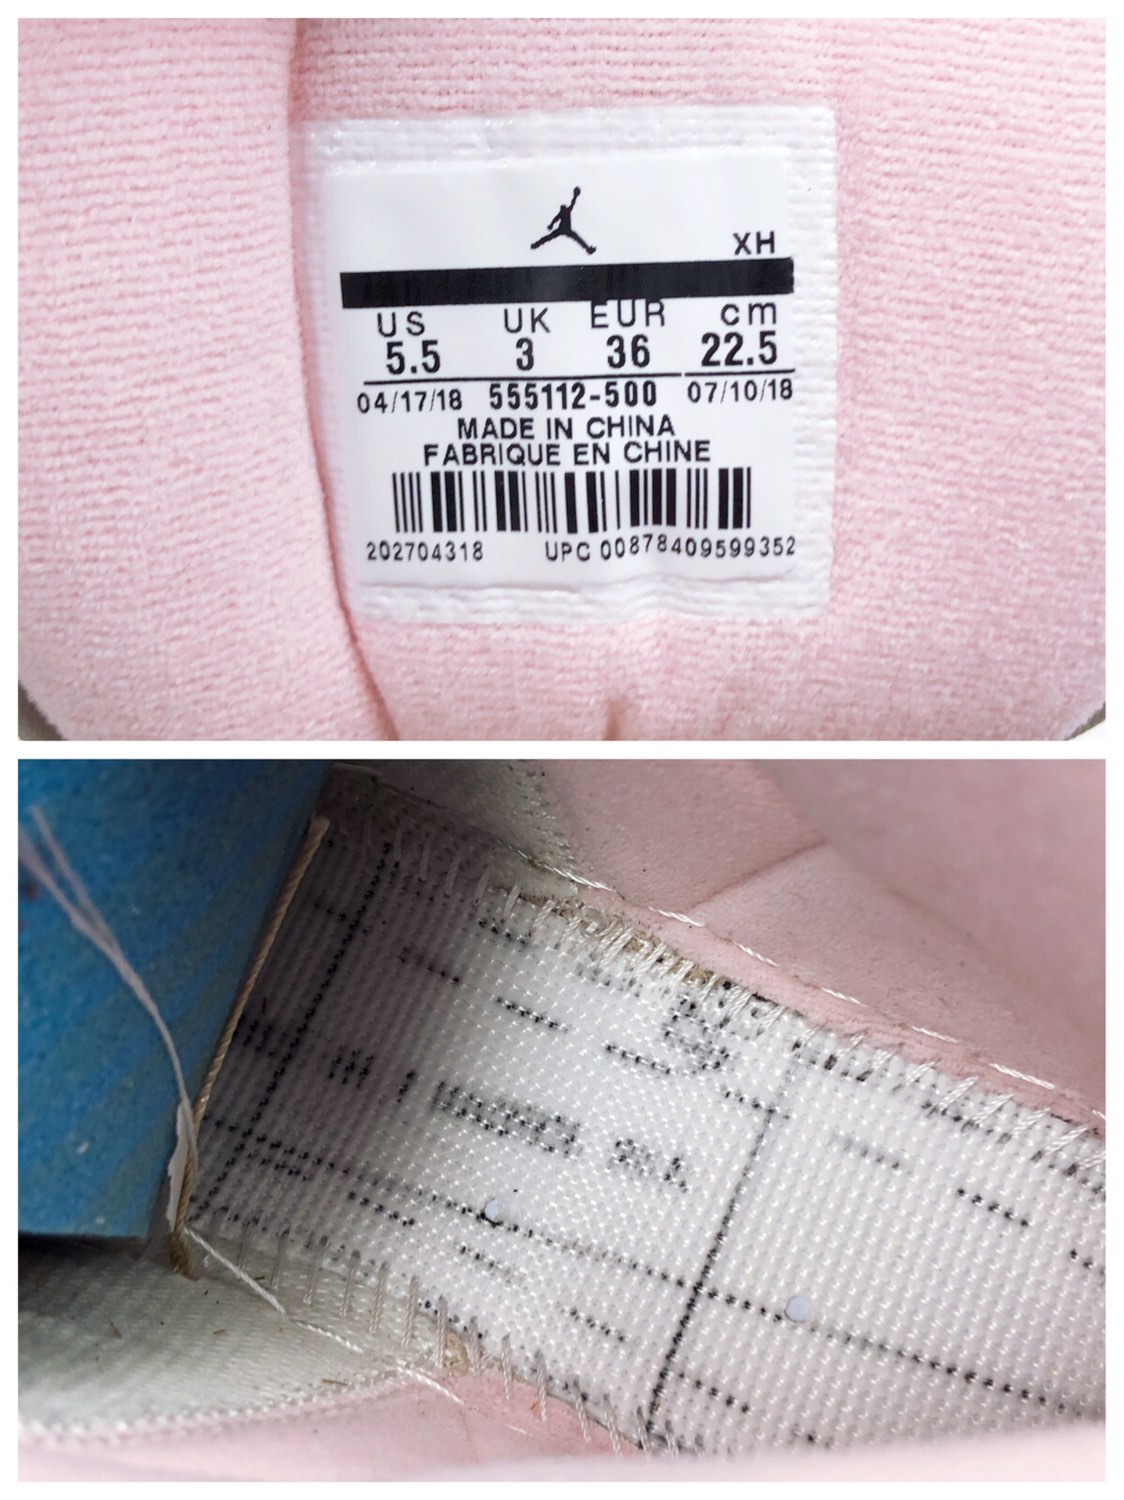 XH
US UK EUR cm
5.5 3 36 22.5
04/17/18 555112-500 07/10/18
MADE IN CHINA
FABRIQUE EN CHINE
202704318 UPC 00878409599352